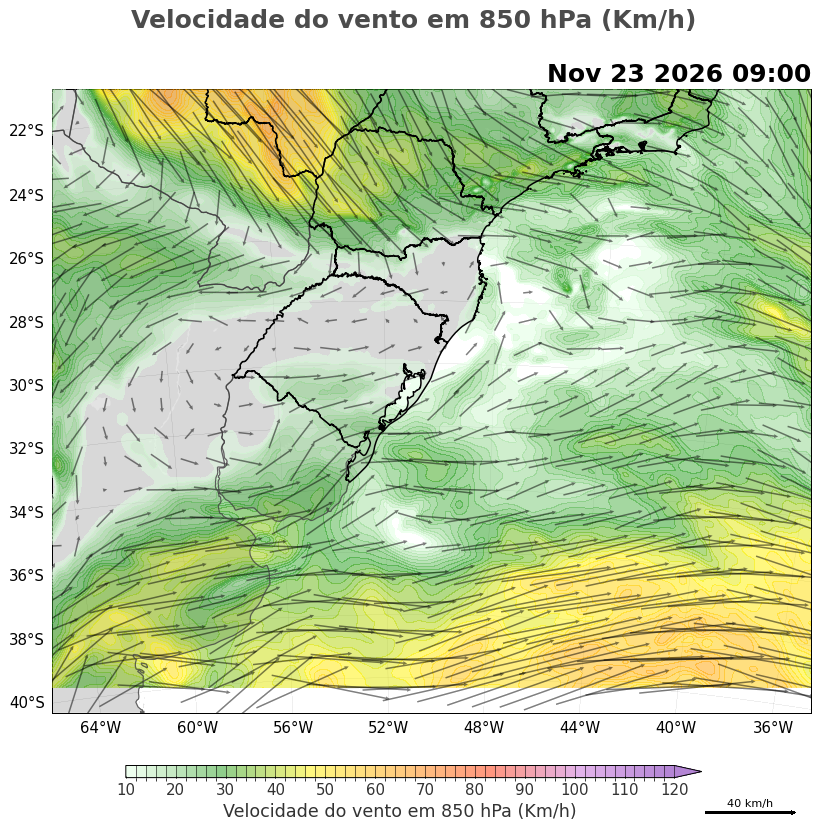 Velocidade do vento em 850 hPa (Km/h)
Nov 23 2026 09:00
22°S
24°S
26°S
28°S
30°S
32°S
34°S
36°S
38°S
40°S
64°W 60°W 56°W 52°W 48°W 44°W 40°W 36°W
10 20 30 40 50 60 70 80 90 100 110 120
Velocidade do vento em 850 hPa (Km/h)
40 km/h